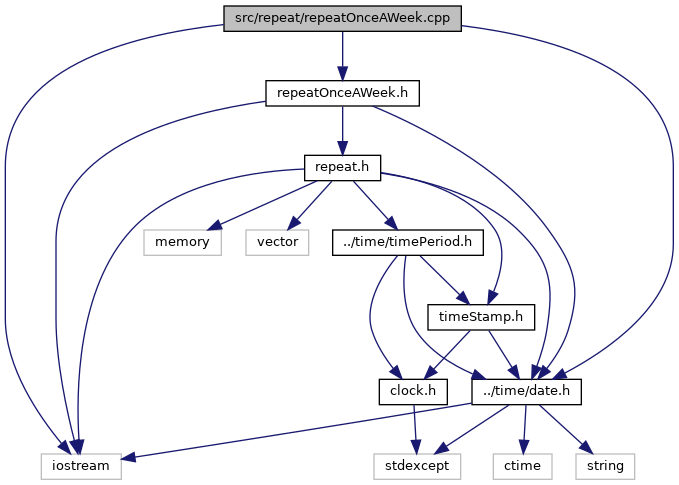 src/repeat/repeatOnceAWeek.cpp
repeatOnceAWeek.h
repeat.h
memory
vector
../time/timePeriod.h
timeStamp.h
clock.h
../time/date.h
iostream
stdexcept
ctime
string